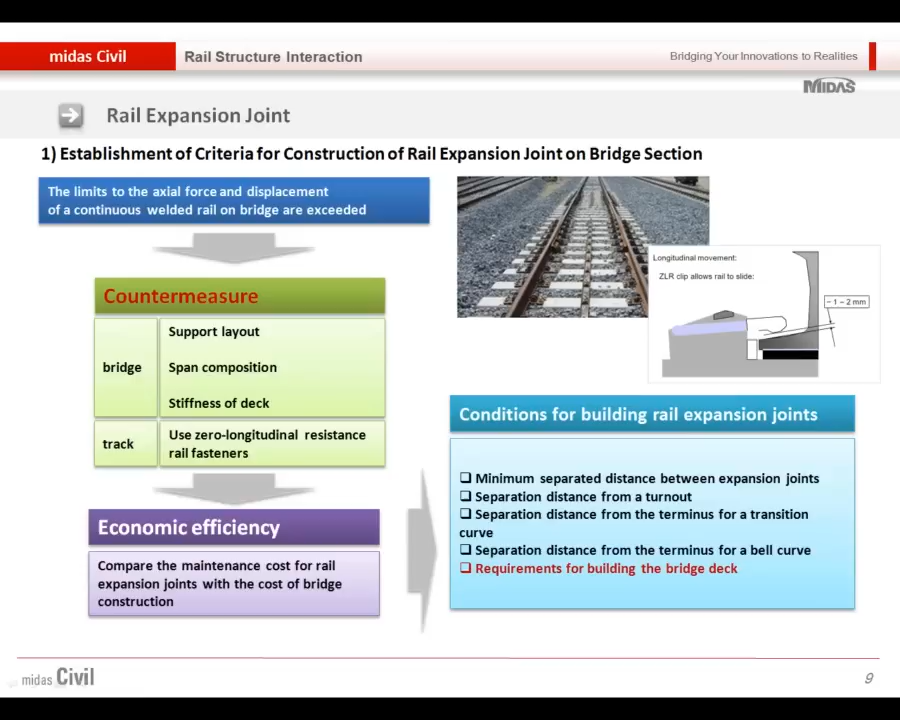 midas Civil
Rail Structure Interaction
Bridging Your Innovations to Realities
MIDAS
Rail Expansion Joint
1) Establishment of Criteria for Construction of Rail Expansion Joint on Bridge Section
The limits to the axial force and displacement
of a continuous welded rail on bridge are exceeded
Countermeasure
bridge
Support layout
Span composition
Stiffness of deck
track
Use zero-longitudinal resistance
rail fasteners
Economic efficiency
Compare the maintenance cost for rail
expansion joints with the cost of bridge
construction
Longitudinal movement:
ZLR clip allows rail to slide:
~ 1 – 2 mm
Conditions for building rail expansion joints
❑ Minimum separated distance between expansion joints
❑ Separation distance from a turnout
❑ Separation distance from the terminus for a transition
curve
❑ Separation distance from the terminus for a bell curve
❑ Requirements for building the bridge deck
midas Civil
9